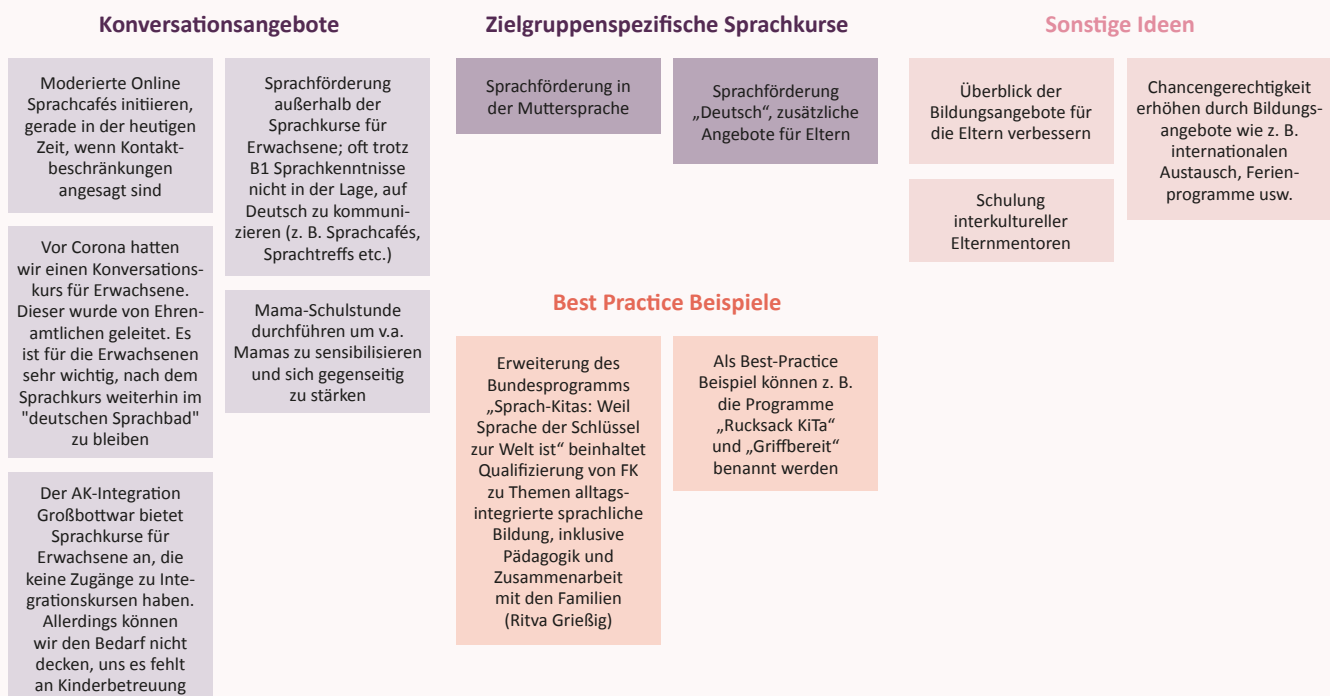 Konversationsangebote
Moderierte Online
Sprachcafés initiieren,
gerade in der heutigen
Zeit, wenn Kontakt-
beschränkungen
angesagt sind
Vor Corona hatten
wir einen Konversations-
kurs für Erwachsene.
Dieser wurde von Ehren-
amtlichen geleitet. Es
ist für die Erwachsenen
sehr wichtig, nach dem
Sprachkurs weiterhin im
"deutschen Sprachbad"
zu bleiben
Der AK-Integration
Großbottwar bietet
Sprachkurse für
Erwachsene an, die
keine Zugänge zu Inte-
grationskursen haben.
Allerdings können
wir den Bedarf nicht
decken, uns es fehlt
an Kinderbetreuung
Sprachförderung
außerhalb der
Sprachkurse für
Erwachsene; oft trotz
B1 Sprachkenntnisse
nicht in der Lage, auf
Deutsch zu kommuni-
zieren (z. B. Sprachcafés,
Sprachtreffs etc.)
Mama-Schulstunde
durchführen um v.a.
Mamas zu sensibilisieren
und sich gegenseitig
zu stärken
Zielgruppenspezifische Sprachkurse
Sprachförderung in
der Muttersprache
Sprachförderung
„Deutsch“, zusätzliche
Angebote für Eltern
Best Practice Beispiele
Erweiterung des
Bundesprogramms
„Sprach-Kitas: Weil
Sprache der Schlüssel
zur Welt ist“ beinhaltet
Qualifizierung von FK
zu Themen alltags-
integrierte sprachliche
Bildung, inklusive
Pädagogik und
Zusammenarbeit
mit den Familien
(Ritva Grießig)
Als Best-Practice
Beispiel können z. B.
die Programme
„Rucksack KiTa“
und „Griffbereit“
benannt werden
Sonstige Ideen
Überblick der
Bildungsangebote für
die Eltern verbessern
Schulung
interkultureller
Elternmentoren
Chancengerechtigkeit
erhöhen durch Bildungs-
angebote wie z. B.
internationalen
Austausch, Ferien-
programme usw.